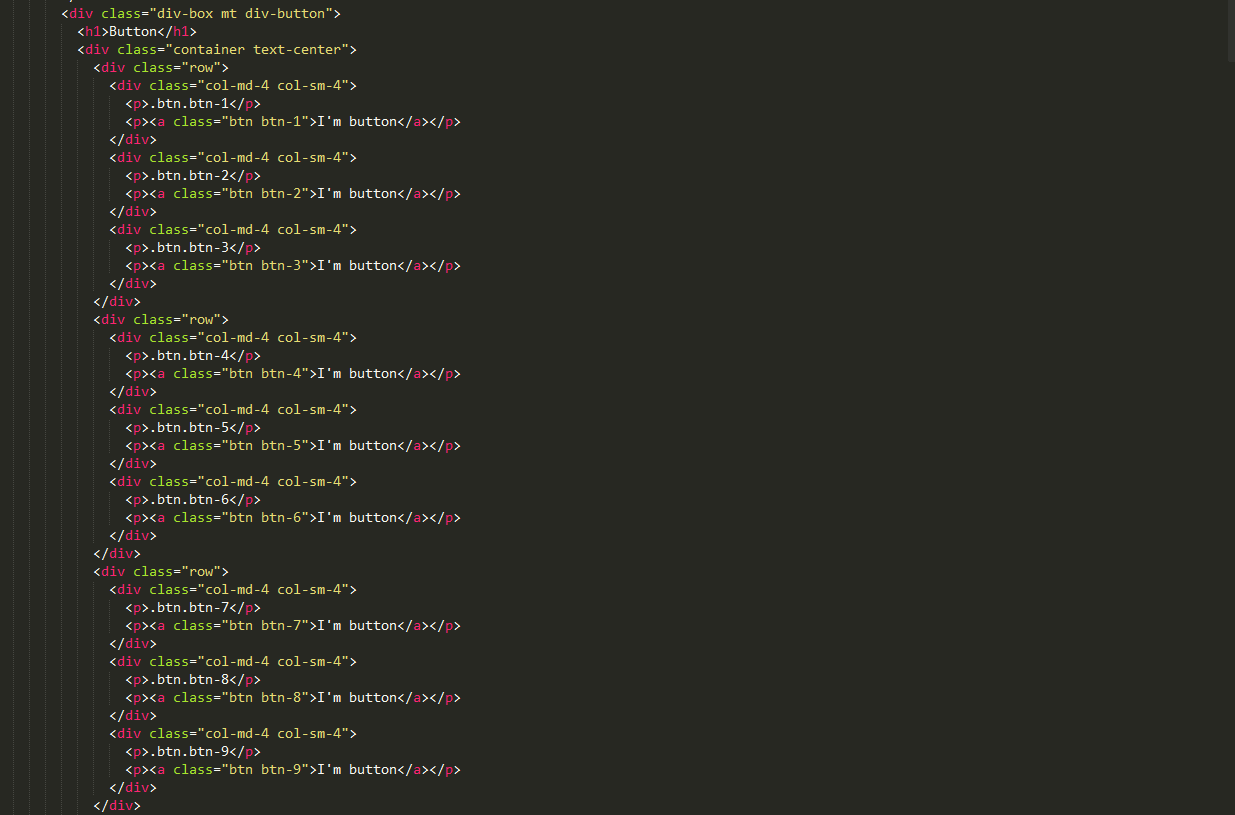 <div class="div-box mt div-button">
<h1>Button</h1>
<div class="container text-center">
<div class="row">
<div class="col-md-4 col-sm-4">
<p>.btn.btn-1</p>
<p><a class="btn btn-1">I'm button</a></p>
</div>
<div class="col-md-4 col-sm-4">
<p>.btn.btn-2</p>
<p><a class="btn btn-2">I'm button</a></p>
</div>
<div class="col-md-4 col-sm-4">
<p>.btn.btn-3</p>
<p><a class="btn btn-3">I'm button</a></p>
</div>
</div>
<div class="row">
<div class="col-md-4 col-sm-4">
<p>.btn.btn-4</p>
<p><a class="btn btn-4">I'm button</a></p>
</div>
<div class="col-md-4 col-sm-4">
<p>.btn.btn-5</p>
<p><a class="btn btn-5">I'm button</a></p>
</div>
<div class="col-md-4 col-sm-4">
<p>.btn.btn-6</p>
<p><a class="btn btn-6">I'm button</a></p>
</div>
</div>
<div class="row">
<div class="col-md-4 col-sm-4">
<p>.btn.btn-7</p>
<p><a class="btn btn-7">I'm button</a></p>
</div>
<div class="col-md-4 col-sm-4">
<p>.btn.btn-8</p>
<p><a class="btn btn-8">I'm button</a></p>
</div>
<div class="col-md-4 col-sm-4">
<p>.btn.btn-9</p>
<p><a class="btn btn-9">I'm button</a></p>
</div>
</div>